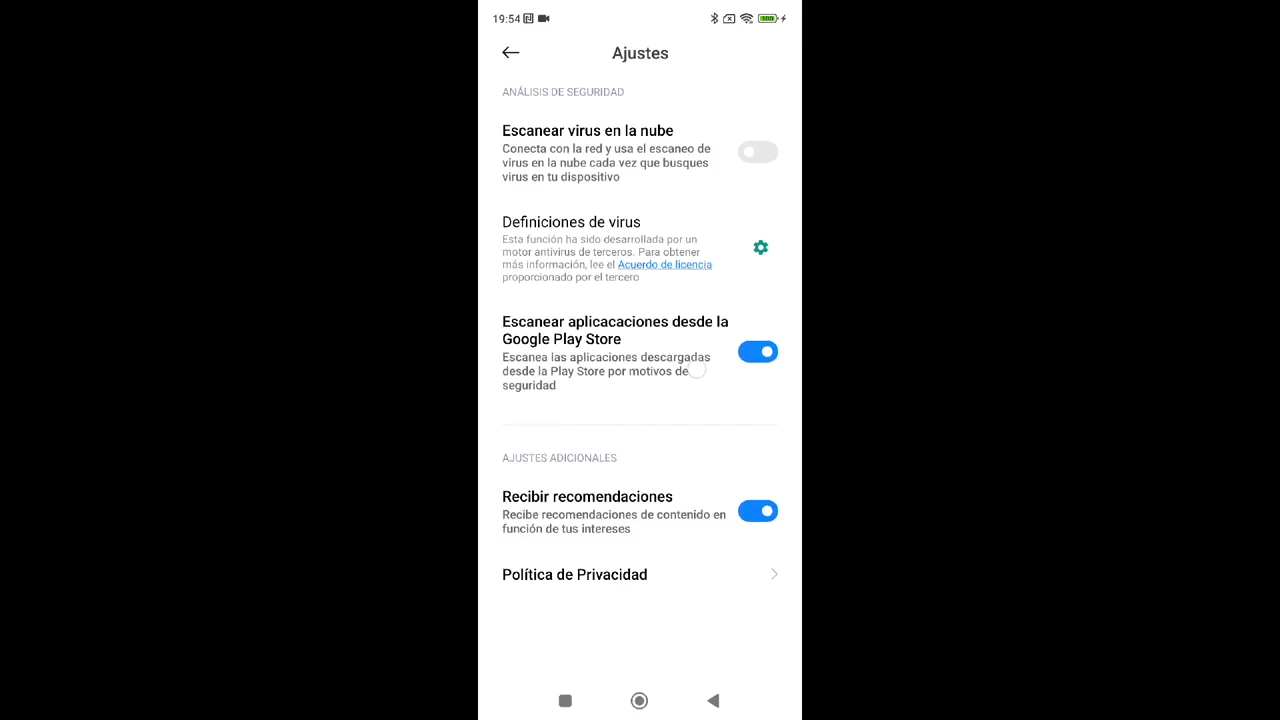 19:54
Ajustes
ANÁLISIS DE SEGURIDAD
Escanear virus en la nube
Conecta con la red y usa el escaneo de
virus en la nube cada vez que busques
virus en tu dispositivo
Definiciones de virus
Esta función ha sido desarrollada por un
motor antivirus de terceros. Para obtener
más información, lee el Acuerdo de licencia
proporcionado por el tercero
Escanear aplicacaciones desde la
Google Play Store
Escanea las aplicaciones descargadas
desde la Play Store por motivos de
seguridad
AJUSTES ADICIONALES
Recibir recomendaciones
Recibe recomendaciones de contenido en
función de tus intereses
Política de Privacidad